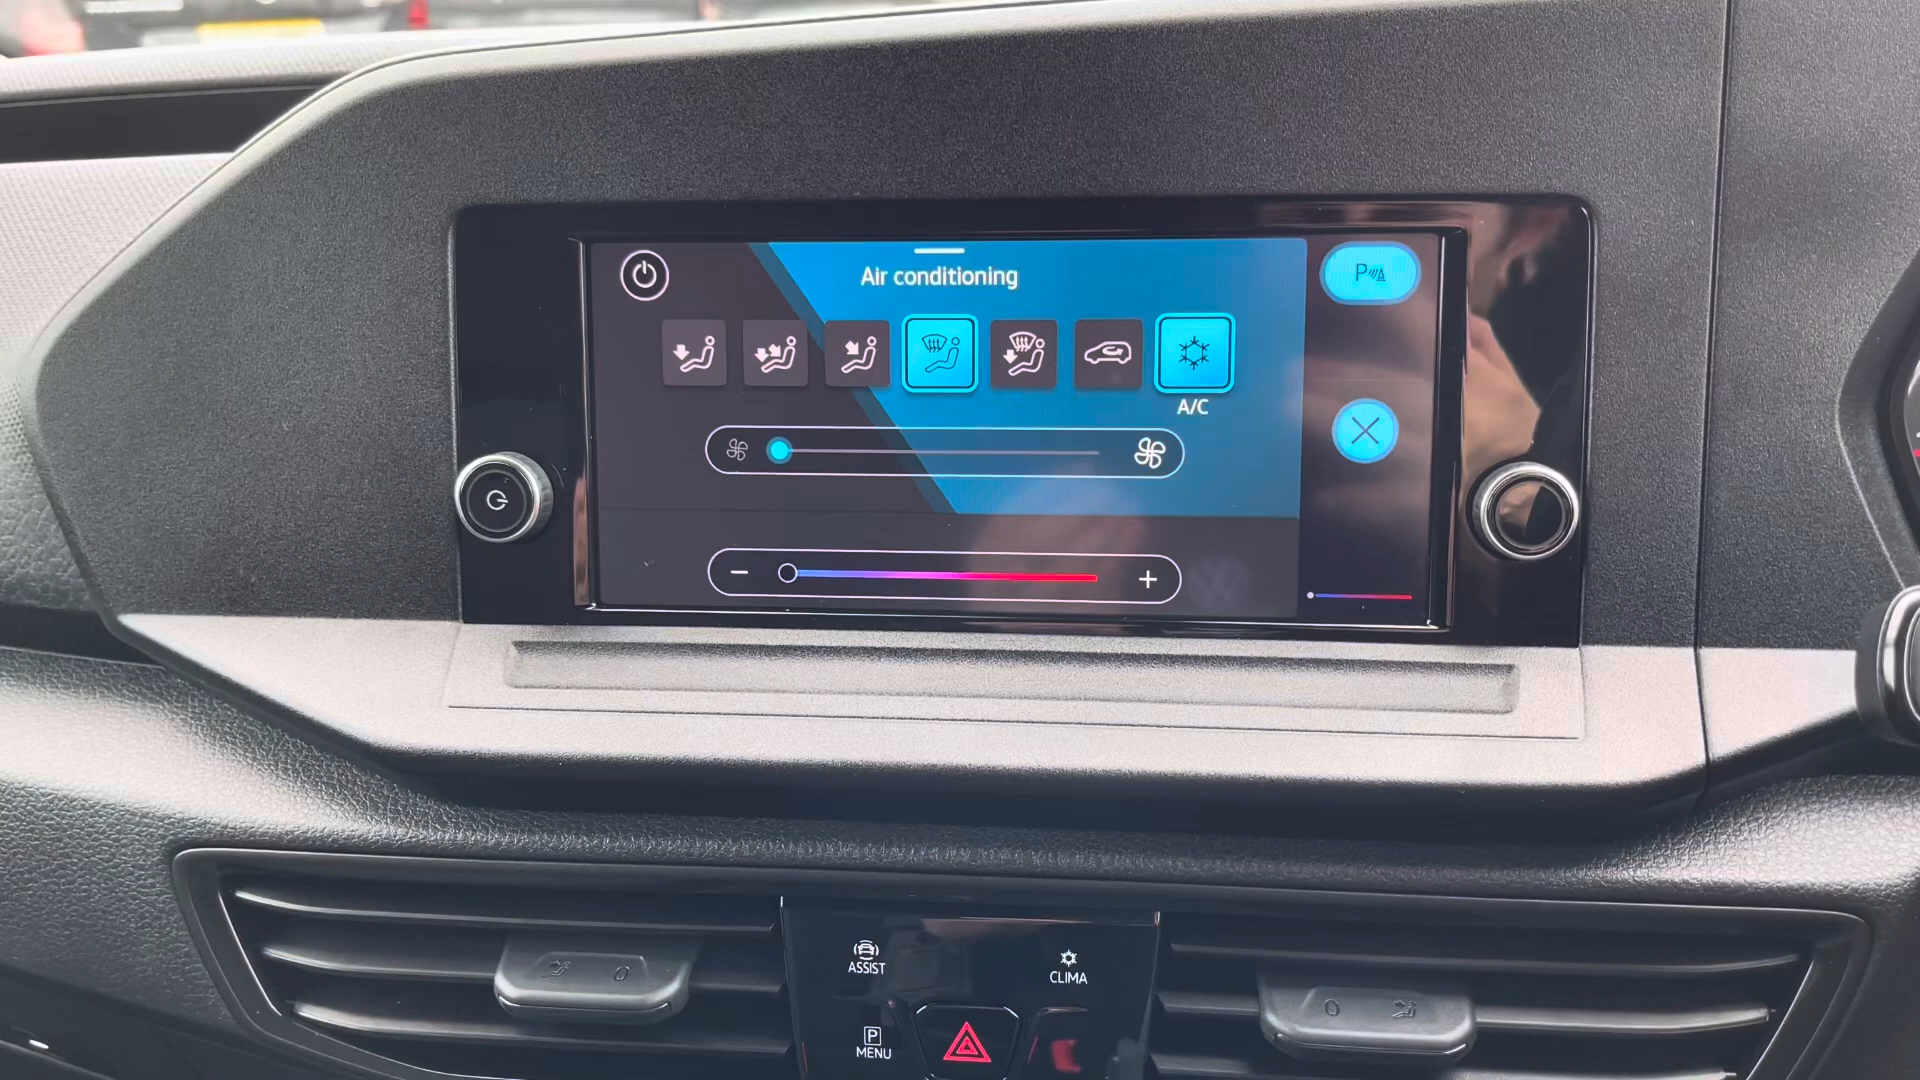 Air conditioning
P
A/C
ASSIST
CLIMA
P
MENU